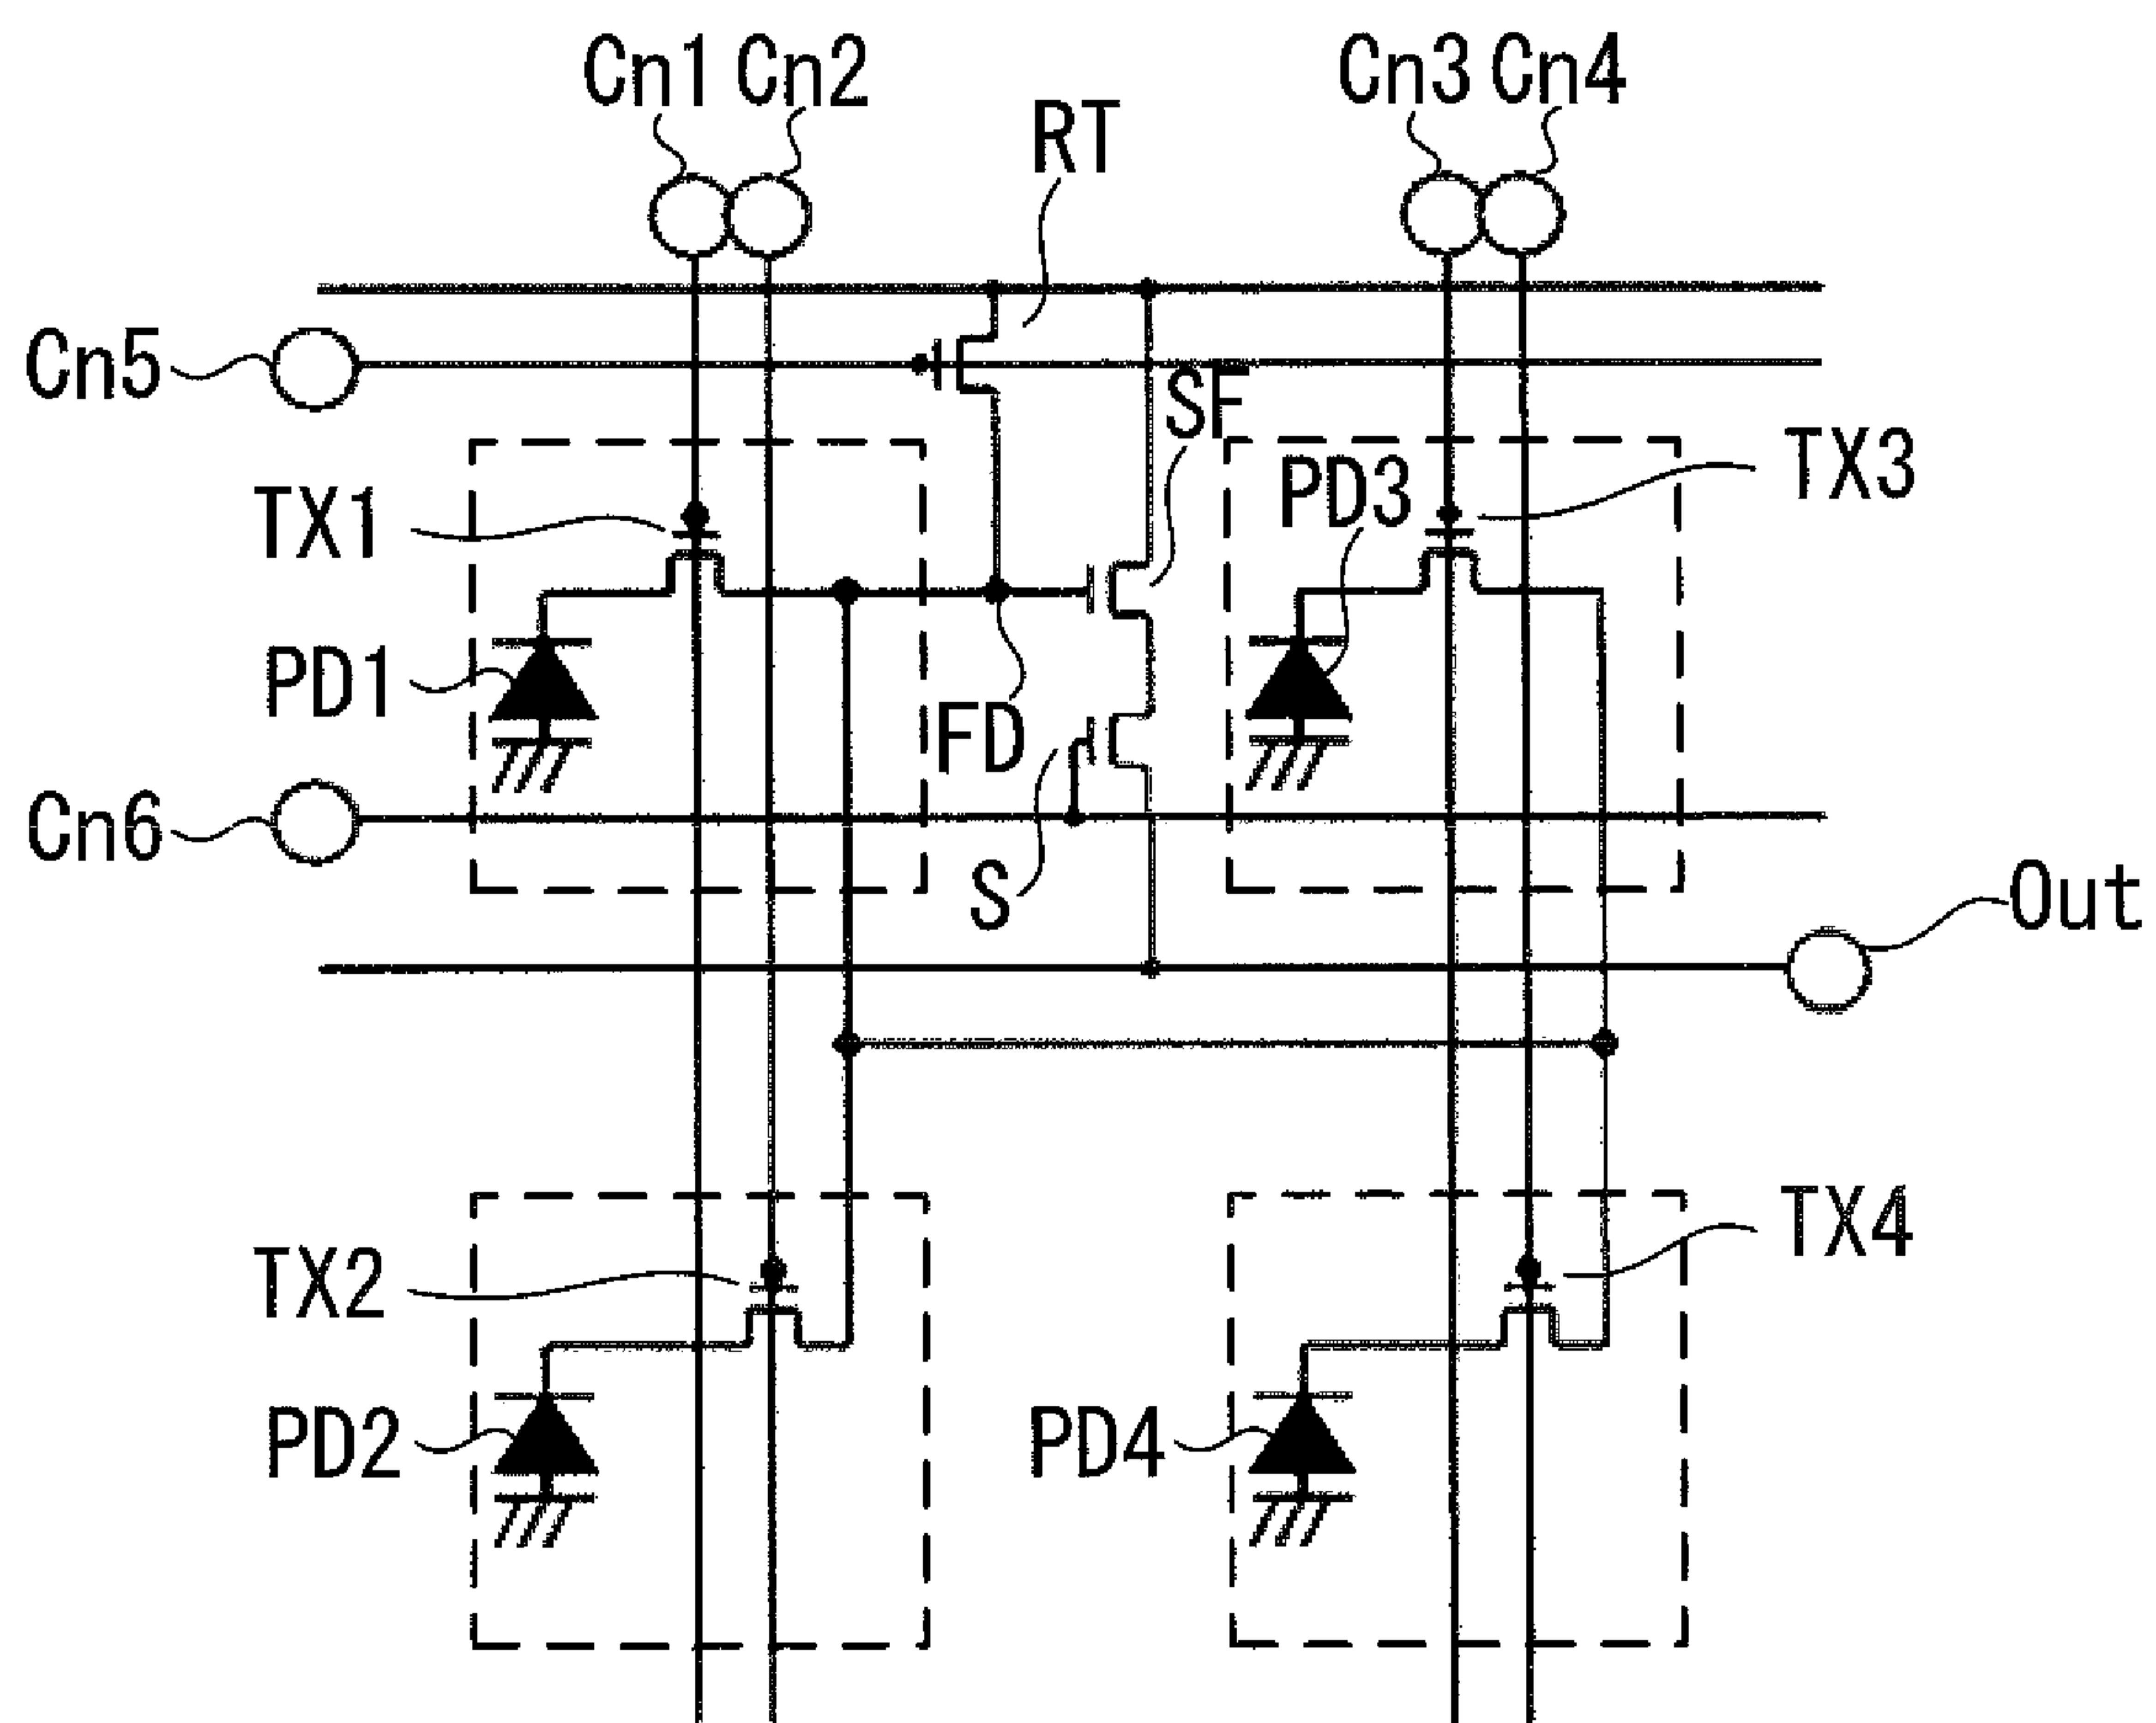 Cn1 Cn2 Cn3 Cn4
RT
Cn5
SF
TX1 PD3 TX3
PD1 FD
Cn6
S Out
TX2 TX4
PD2 PD4